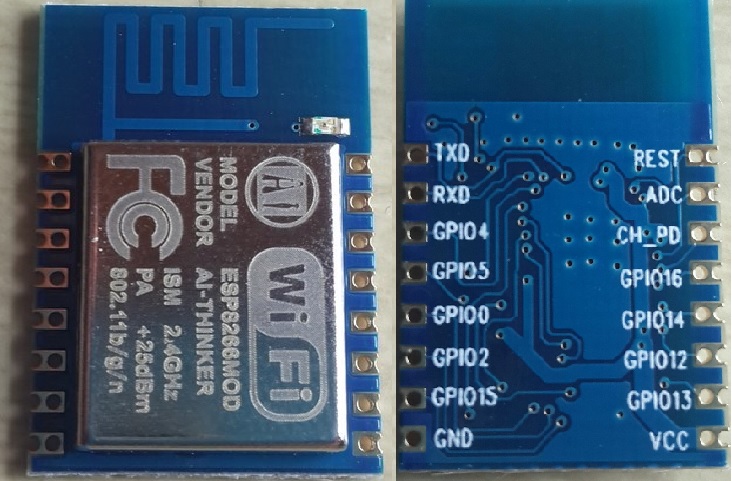 FCC
Ai
WiFi
MODEL ESP8266MOD
VENDOR AI-THINKER
ISM 2.4GHz
PA +25dBm
802.11b/g/n
TXD
RXD
GPIO4
GPIO5
GPIO0
GPIO2
GPIO15
GND
REST
ADC
CH_PD
GPIO16
GPIO14
GPIO12
GPIO13
VCC